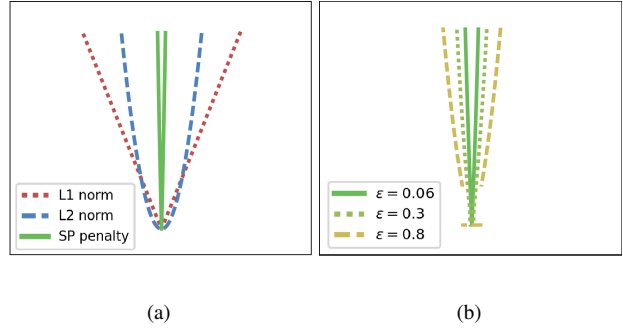 L1 norm
L2 norm
SP penalty
ε = 0.06
ε = 0.3
ε = 0.8
(a)
(b)